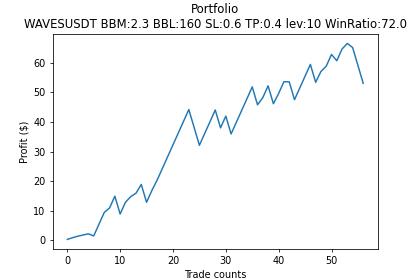 Portfolio
WAVESUSDT BBM:2.3 BBL:160 SL:0.6 TP:0.4 lev:10 WinRatio:72.0
Profit ($)
60
50
40
30
20
10
0
0 10 20 30 40 50
Trade counts